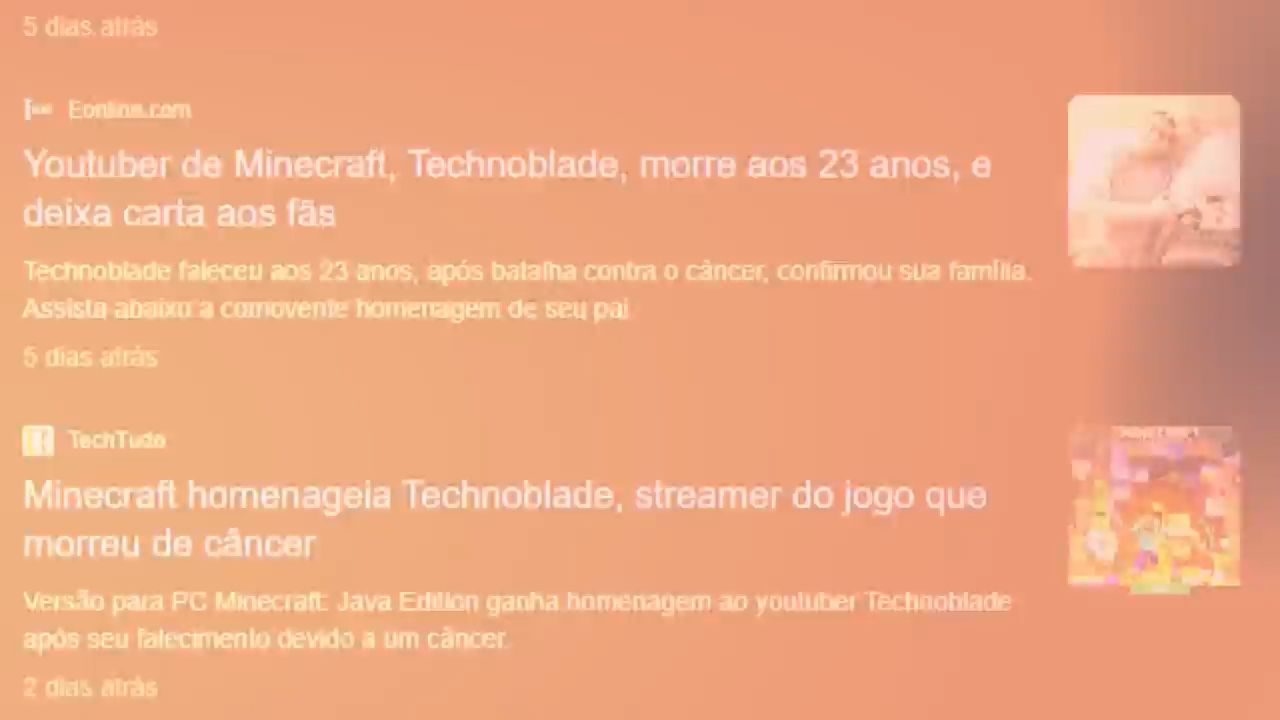 5 dias atrás
Eonline.com
Youtuber de Minecraft, Technoblade, morre aos 23 anos, e
deixa carta aos fãs
Technoblade faleceu aos 23 anos, após batalha contra o câncer, confirmou sua família.
Assista abaixo a comovente homenagem de seu pai.
5 dias atrás
TechTudo
Minecraft homenageia Technoblade, streamer do jogo que
morreu de câncer
Versão para PC Minecraft: Java Edition ganha homenagem ao youtuber Technoblade
após seu falecimento devido a um câncer.
2 dias atrás